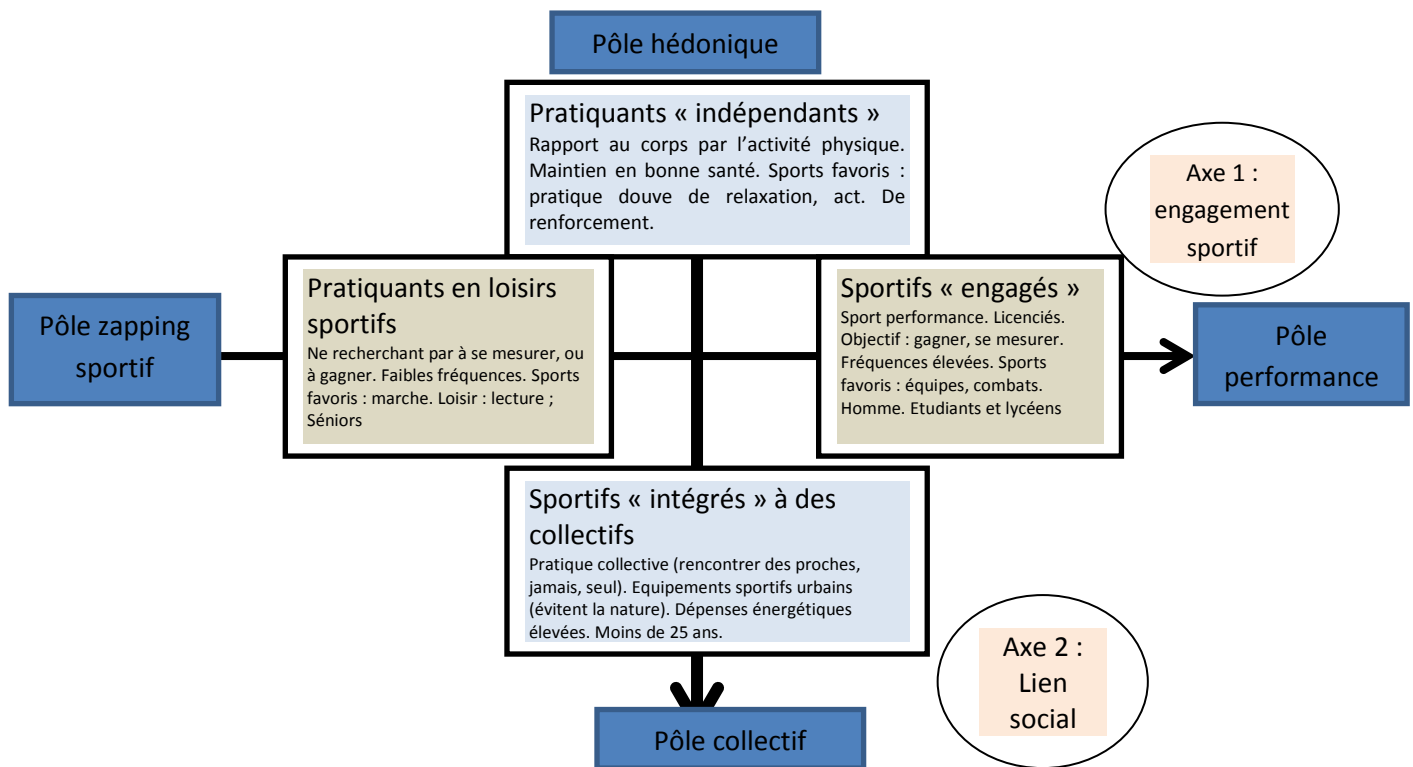 Pôle hédonique
Pratiquants « indépendants »
Rapport au corps par l’activité physique.
Maintien en bonne santé. Sports favoris :
pratique douve de relaxation, act. De
renforcement.
Axe 1 :
engagement
sportif
Pôle zapping
sportif
Pratiquants en loisirs
sportifs
Ne recherchant par à se mesurer, ou
à gagner. Faibles fréquences. Sports
favoris : marche. Loisir : lecture ;
Séniors
Sportifs « engagés »
Sport performance. Licenciés.
Objectif : gagner, se mesurer.
Fréquences élevées. Sports
favoris : équipes, combats.
Homme. Etudiants et lycéens
Pôle
performance
Sportifs « intégrés » à des
collectifs
Pratique collective (rencontrer des proches,
jamais, seul). Equipements sportifs urbains
(évitent la nature). Dépenses énergétiques
élevées. Moins de 25 ans.
Axe 2 :
Lien
social
Pôle collectif